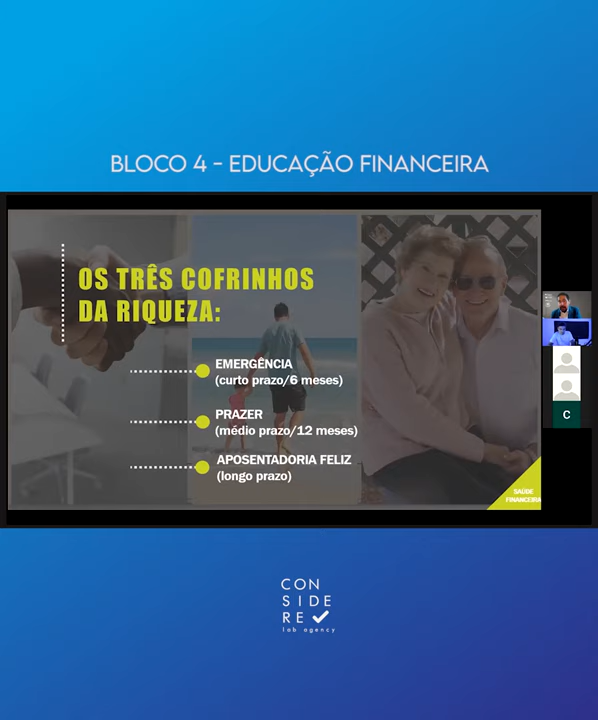 BLOCO 4 - EDUCAÇÃO FINANCEIRA
OS TRÊS COFRINHOS
DA RIQUEZA:
EMERGÊNCIA
(curto prazo/6 meses)
PRAZER
(médio prazo/12 meses)
APOSENTADORIA FELIZ
(longo prazo)
SAÚDE
FINANCEIRA
C
CON
SIDE
RE
lab agency